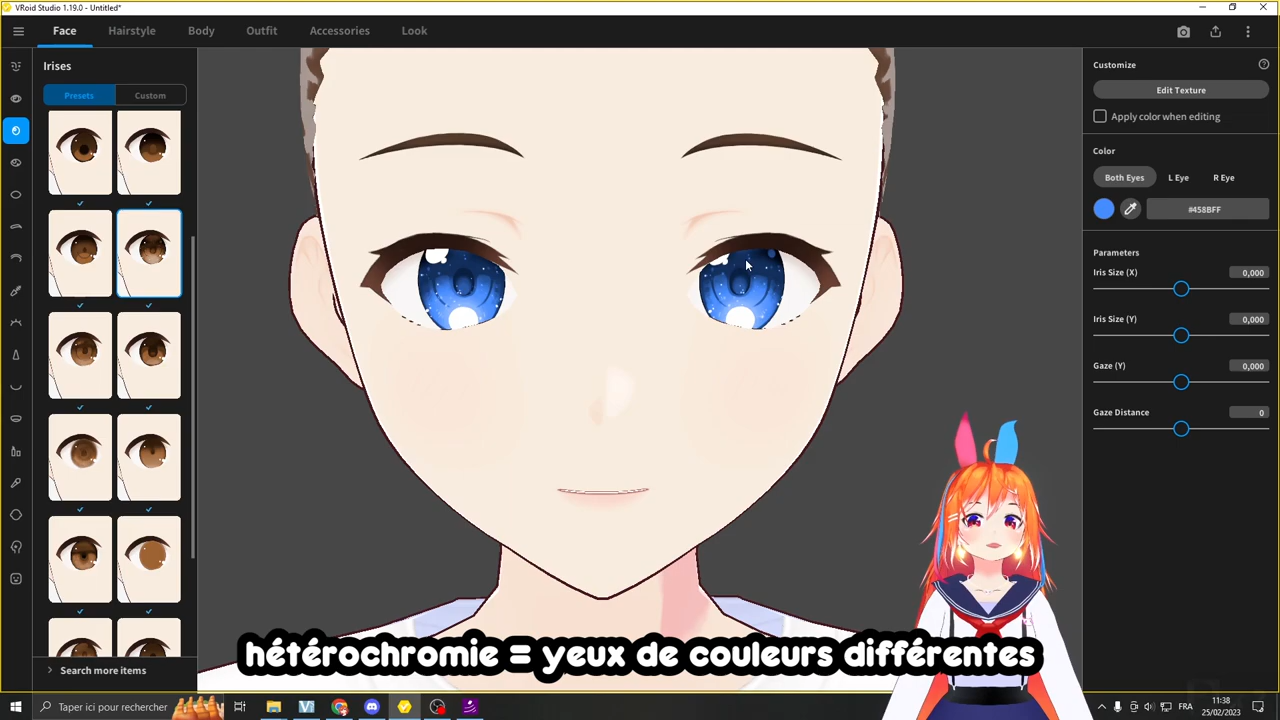 VRoid Studio 1.19.0 - Untitled*
Face Hairstyle Body Outfit Accessories Look
Irises
Presets Custom
Search more items
Customize
Edit Texture
Apply color when editing
Color
Both Eyes L Eye R Eye
#458BFF
Parameters
Iris Size (X) 0,000
Iris Size (Y) 0,000
Gaze (Y) 0,000
Gaze Distance 0
hétérochromie = yeux de couleurs différentes
Taper ici pour rechercher
FRA
11:38
25/02/2023